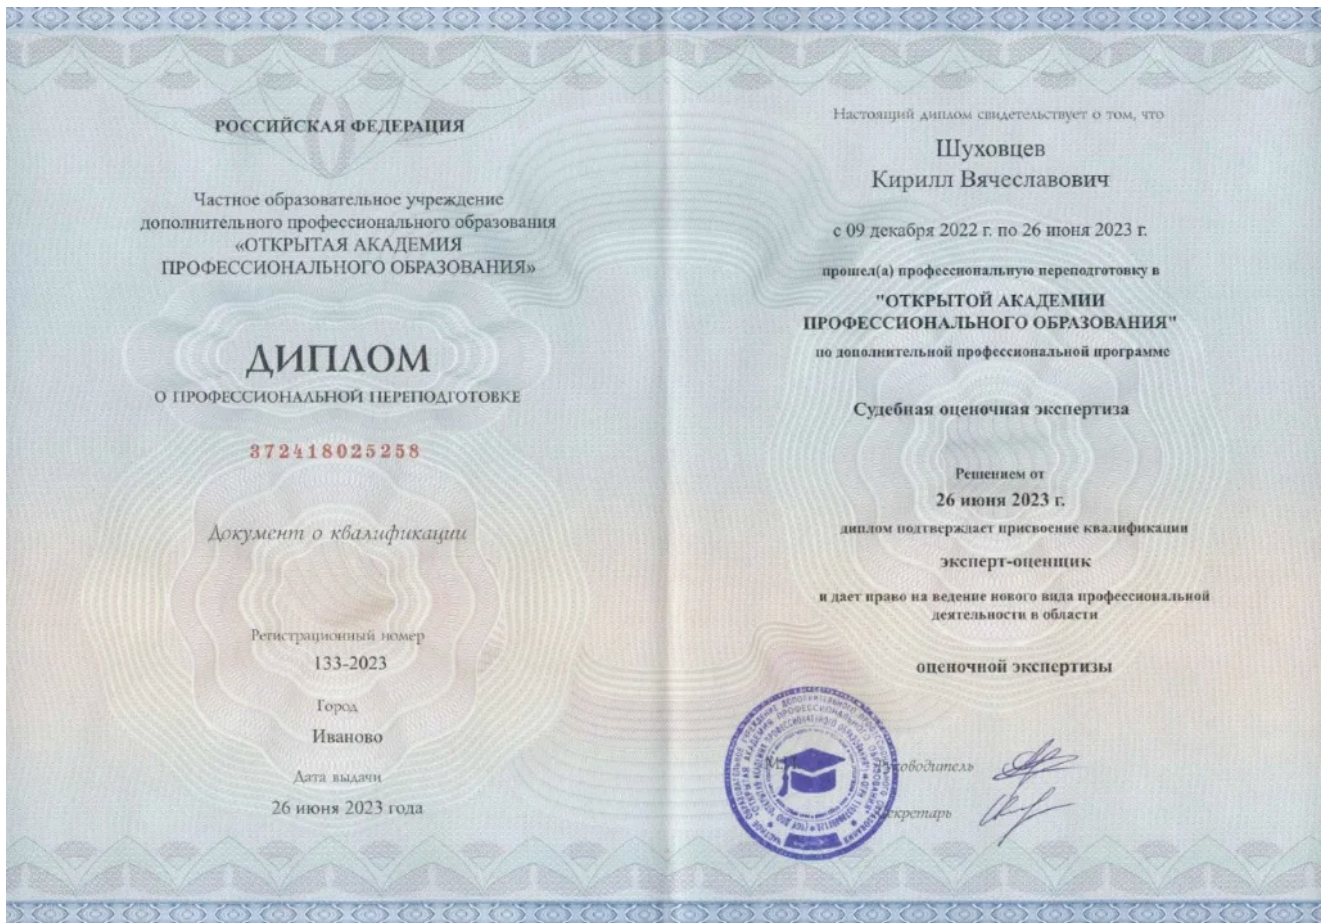 РОССИЙСКАЯ ФЕДЕРАЦИЯ
Частное образовательное учреждение
дополнительного профессионального образования
«ОТКРЫТАЯ АКАДЕМИЯ
ПРОФЕССИОНАЛЬНОГО ОБРАЗОВАНИЯ»
ДИПЛОМ
О ПРОФЕССИОНАЛЬНОЙ ПЕРЕПОДГОТОВКЕ
372418025258
Документ о квалификации
Регистрационный номер
133-2023
Город
Иваново
Дата выдачи
26 июня 2023 года
Настоящий диплом свидетельствует о том, что
Шуховцев
Кирилл Вячеславович
с 09 декабря 2022 г. по 26 июня 2023 г.
прошел(а) профессиональную переподготовку в
"ОТКРЫТОЙ АКАДЕМИИ
ПРОФЕССИОНАЛЬНОГО ОБРАЗОВАНИЯ"
по дополнительной профессиональной программе
Судебная оценочная экспертиза
Решением от
26 июня 2023 г.
диплом подтверждает присвоение квалификации
эксперт-оценщик
и дает право на ведение нового вида профессиональной
деятельности в области
оценочной экспертизы
М.П.
Руководитель
Секретарь